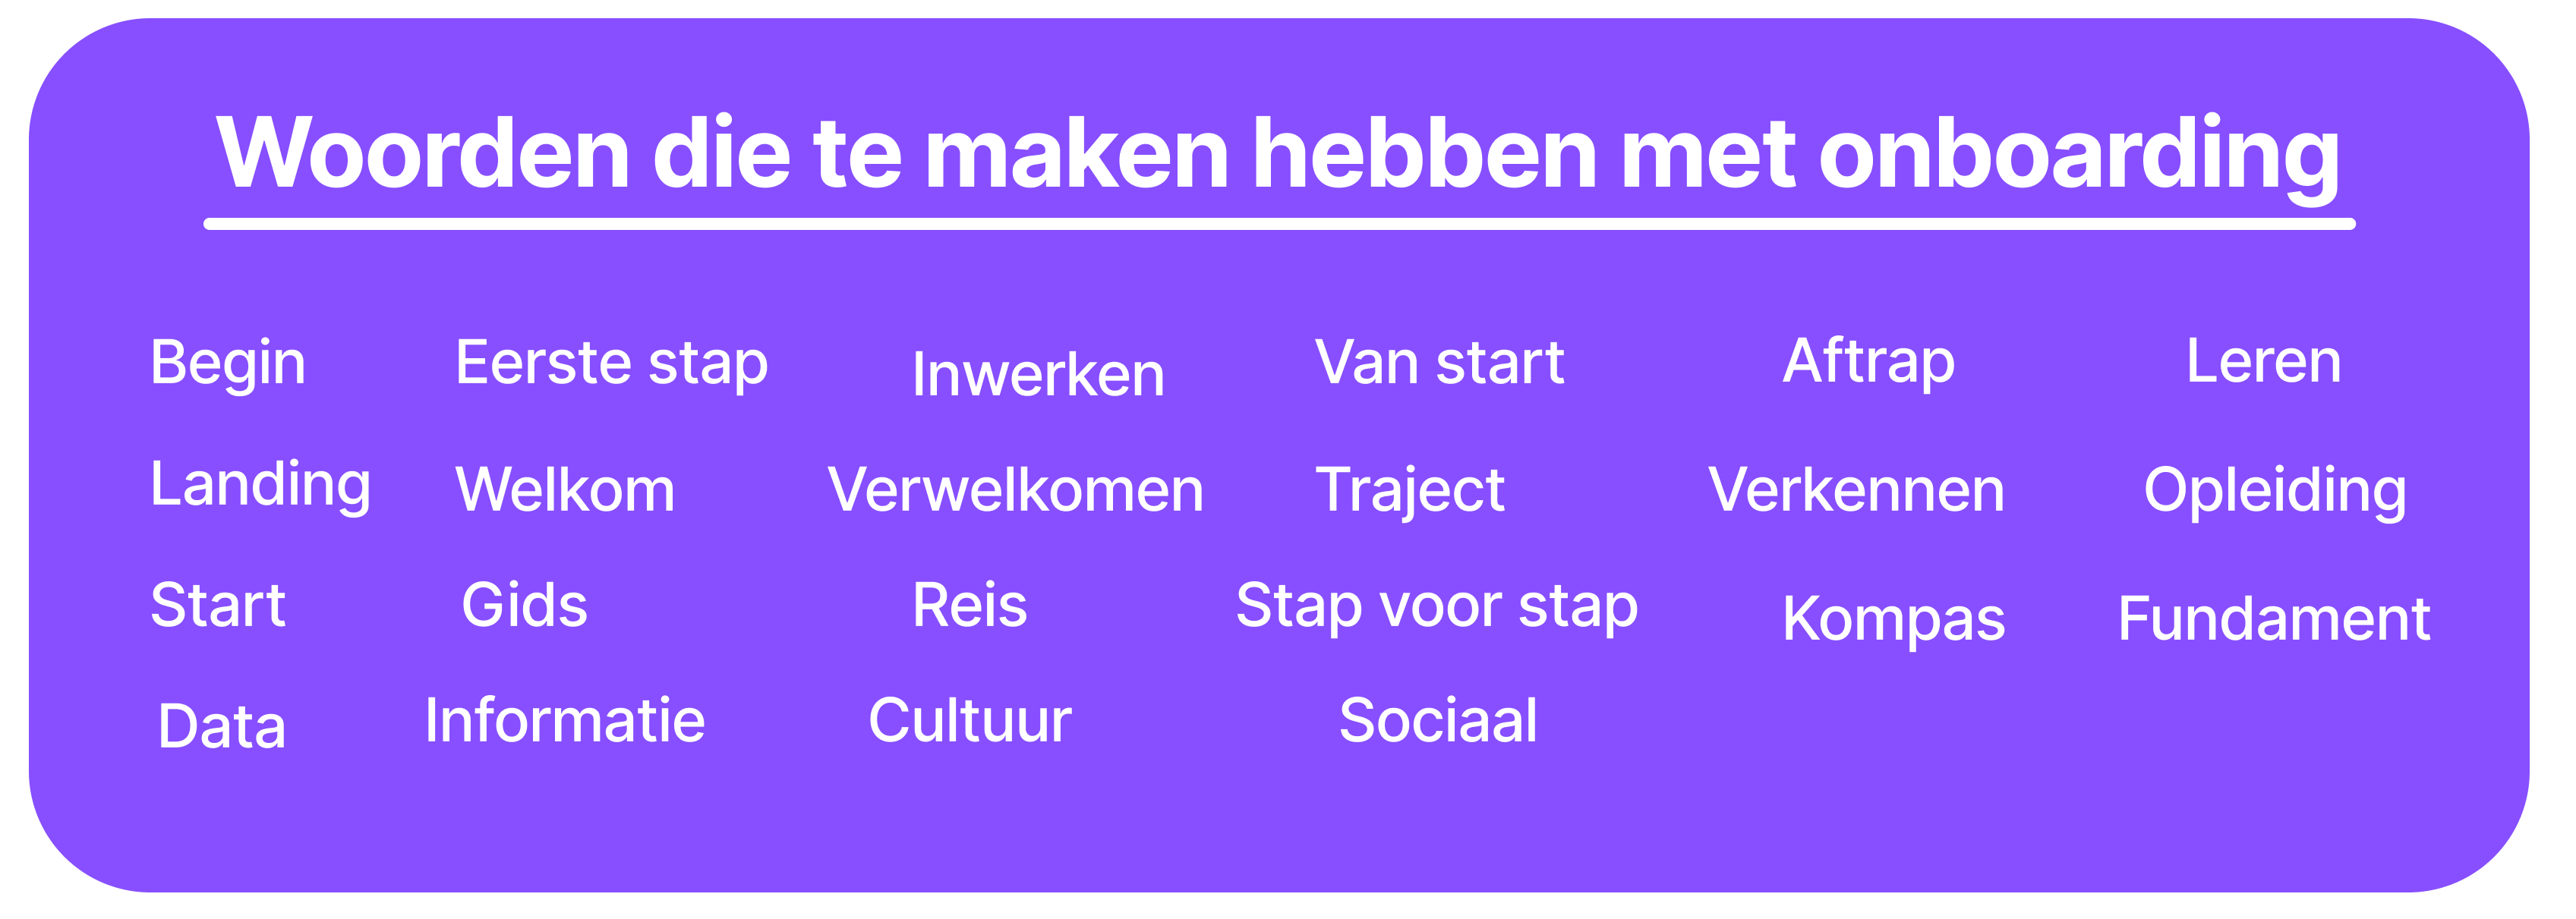 Woorden die te maken hebben met onboarding
Begin Eerste stap Inwerken Van start Aftrap Leren
Landing Welkom Verwelkomen Traject Verkennen Opleiding
Start Gids Reis Stap voor stap Kompas Fundament
Data Informatie Cultuur Sociaal